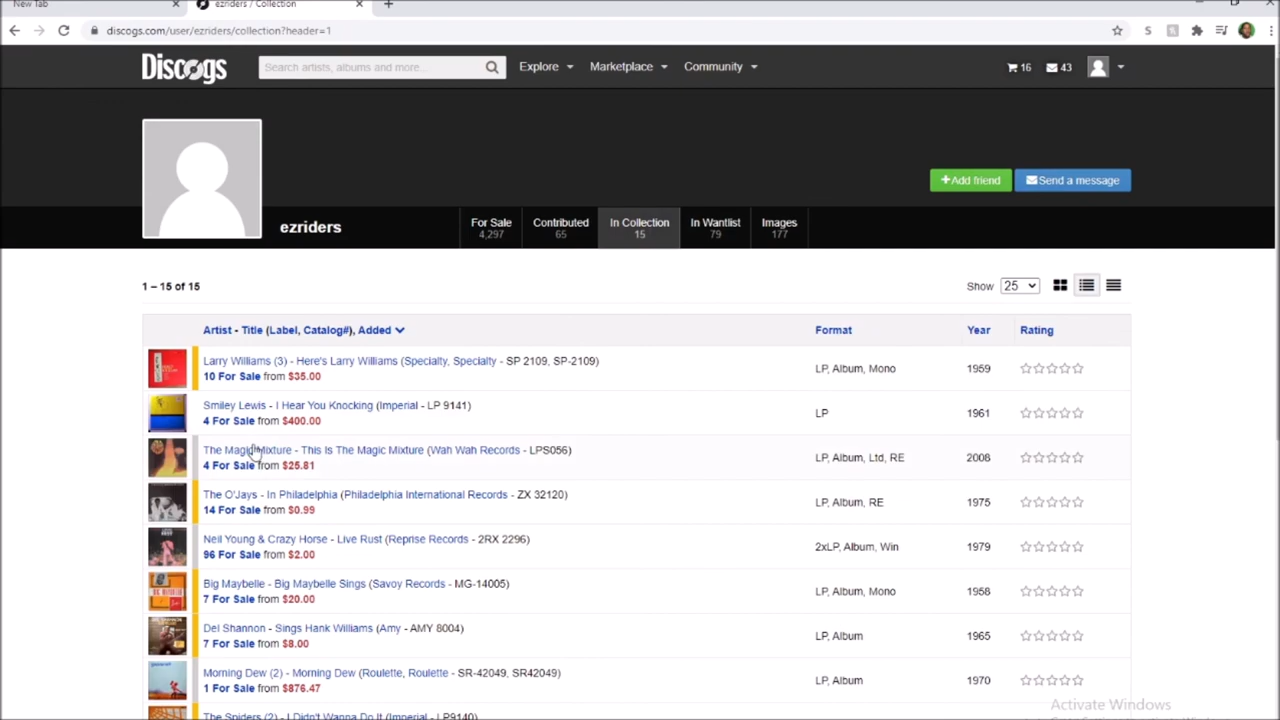 New Tab
ezriders / Collection
discogs.com/user/ezriders/collection?header=1
Discogs
Search artists, albums and more...
Explore
Marketplace
Community
16
43
+Add friend
Send a message
ezriders
For Sale
4,297
Contributed
65
In Collection
15
In Wantlist
79
Images
177
1 – 15 of 15
Show 25
Artist - Title (Label, Catalog#), Added Format Year Rating
Larry Williams (3) - Here's Larry Williams (Specialty, Specialty - SP 2109, SP-2109)
10 For Sale from $35.00
LP, Album, Mono 1959
Smiley Lewis - I Hear You Knocking (Imperial - LP 9141)
4 For Sale from $400.00
LP 1961
The Magic Mixture - This Is The Magic Mixture (Wah Wah Records - LPS056)
4 For Sale from $25.81
LP, Album, Ltd, RE 2008
The O'Jays - In Philadelphia (Philadelphia International Records - ZX 32120)
14 For Sale from $0.99
LP, Album, RE 1975
Neil Young & Crazy Horse - Live Rust (Reprise Records - 2RX 2296)
96 For Sale from $2.00
2xLP, Album, Win 1979
Big Maybelle - Big Maybelle Sings (Savoy Records - MG-14005)
7 For Sale from $20.00
LP, Album, Mono 1958
Del Shannon - Sings Hank Williams (Amy - AMY 8004)
7 For Sale from $8.00
LP, Album 1965
Morning Dew (2) - Morning Dew (Roulette, Roulette - SR-42049, SR42049)
1 For Sale from $876.47
LP, Album 1970
The Spiders (2) - I Didn't Wanna Do It (Imperial - LP9140)
Activate Windows